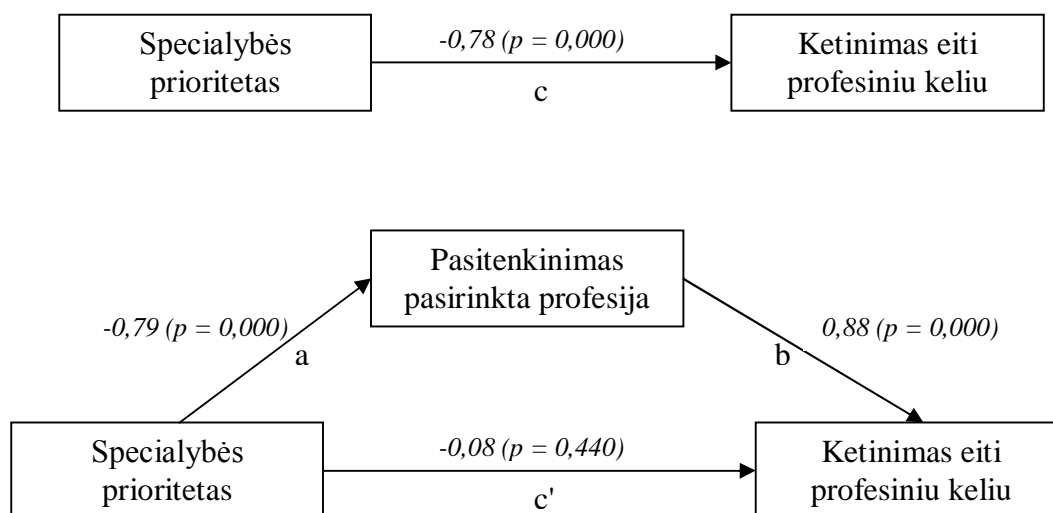 Specialybės
prioritetas
-0,78 (p = 0,000)
c
Ketinimas eiti
profesiniu keliu
Pasitenkinimas
pasirinkta profesija
-0,79 (p = 0,000)
a
b
0,88 (p = 0,000)
Specialybės
prioritetas
-0,08 (p = 0,440)
c'
Ketinimas eiti
profesiniu keliu